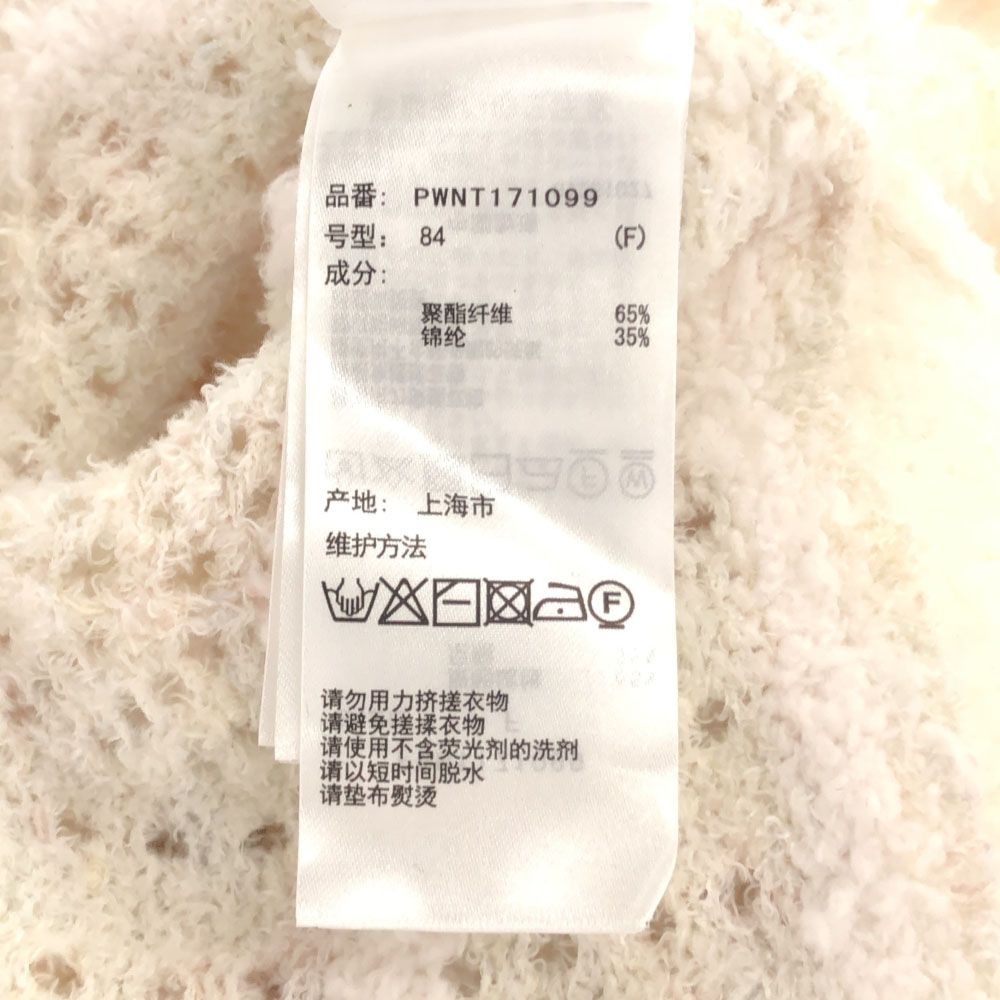 品番: PWNT171099
号型: 84 (F)
成分:
聚酯纤维 65%
锦纶 35%
产地: 上海市
维护方法
F
请勿用力挤搓衣物
请避免搓揉衣物
请使用不含荧光剂的洗剂
请以短时间脱水
请垫布熨烫